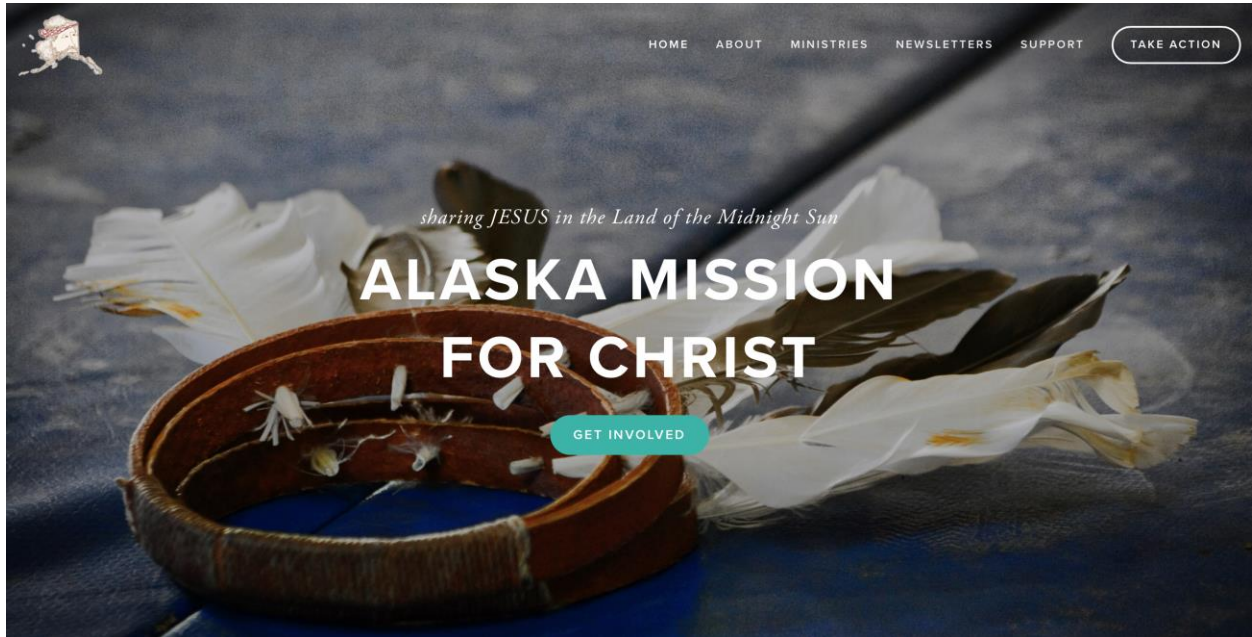 HOME ABOUT MINISTRIES NEWSLETTERS SUPPORT TAKE ACTION
sharing JESUS in the Land of the Midnight Sun
ALASKA MISSION
FOR CHRIST
GET INVOLVED